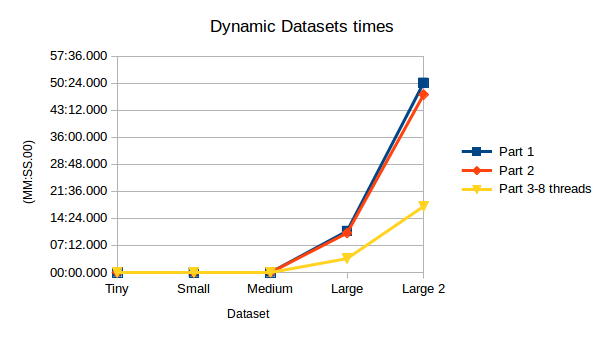 Dynamic Datasets times
57:36.000
50:24.000
43:12.000
36:00.000
28:48.000
21:36.000
14:24.000
07:12.000
00:00.000
(MM:SS.00)
Tiny Small Medium Large Large 2
Dataset
Part 1
Part 2
Part 3-8 threads